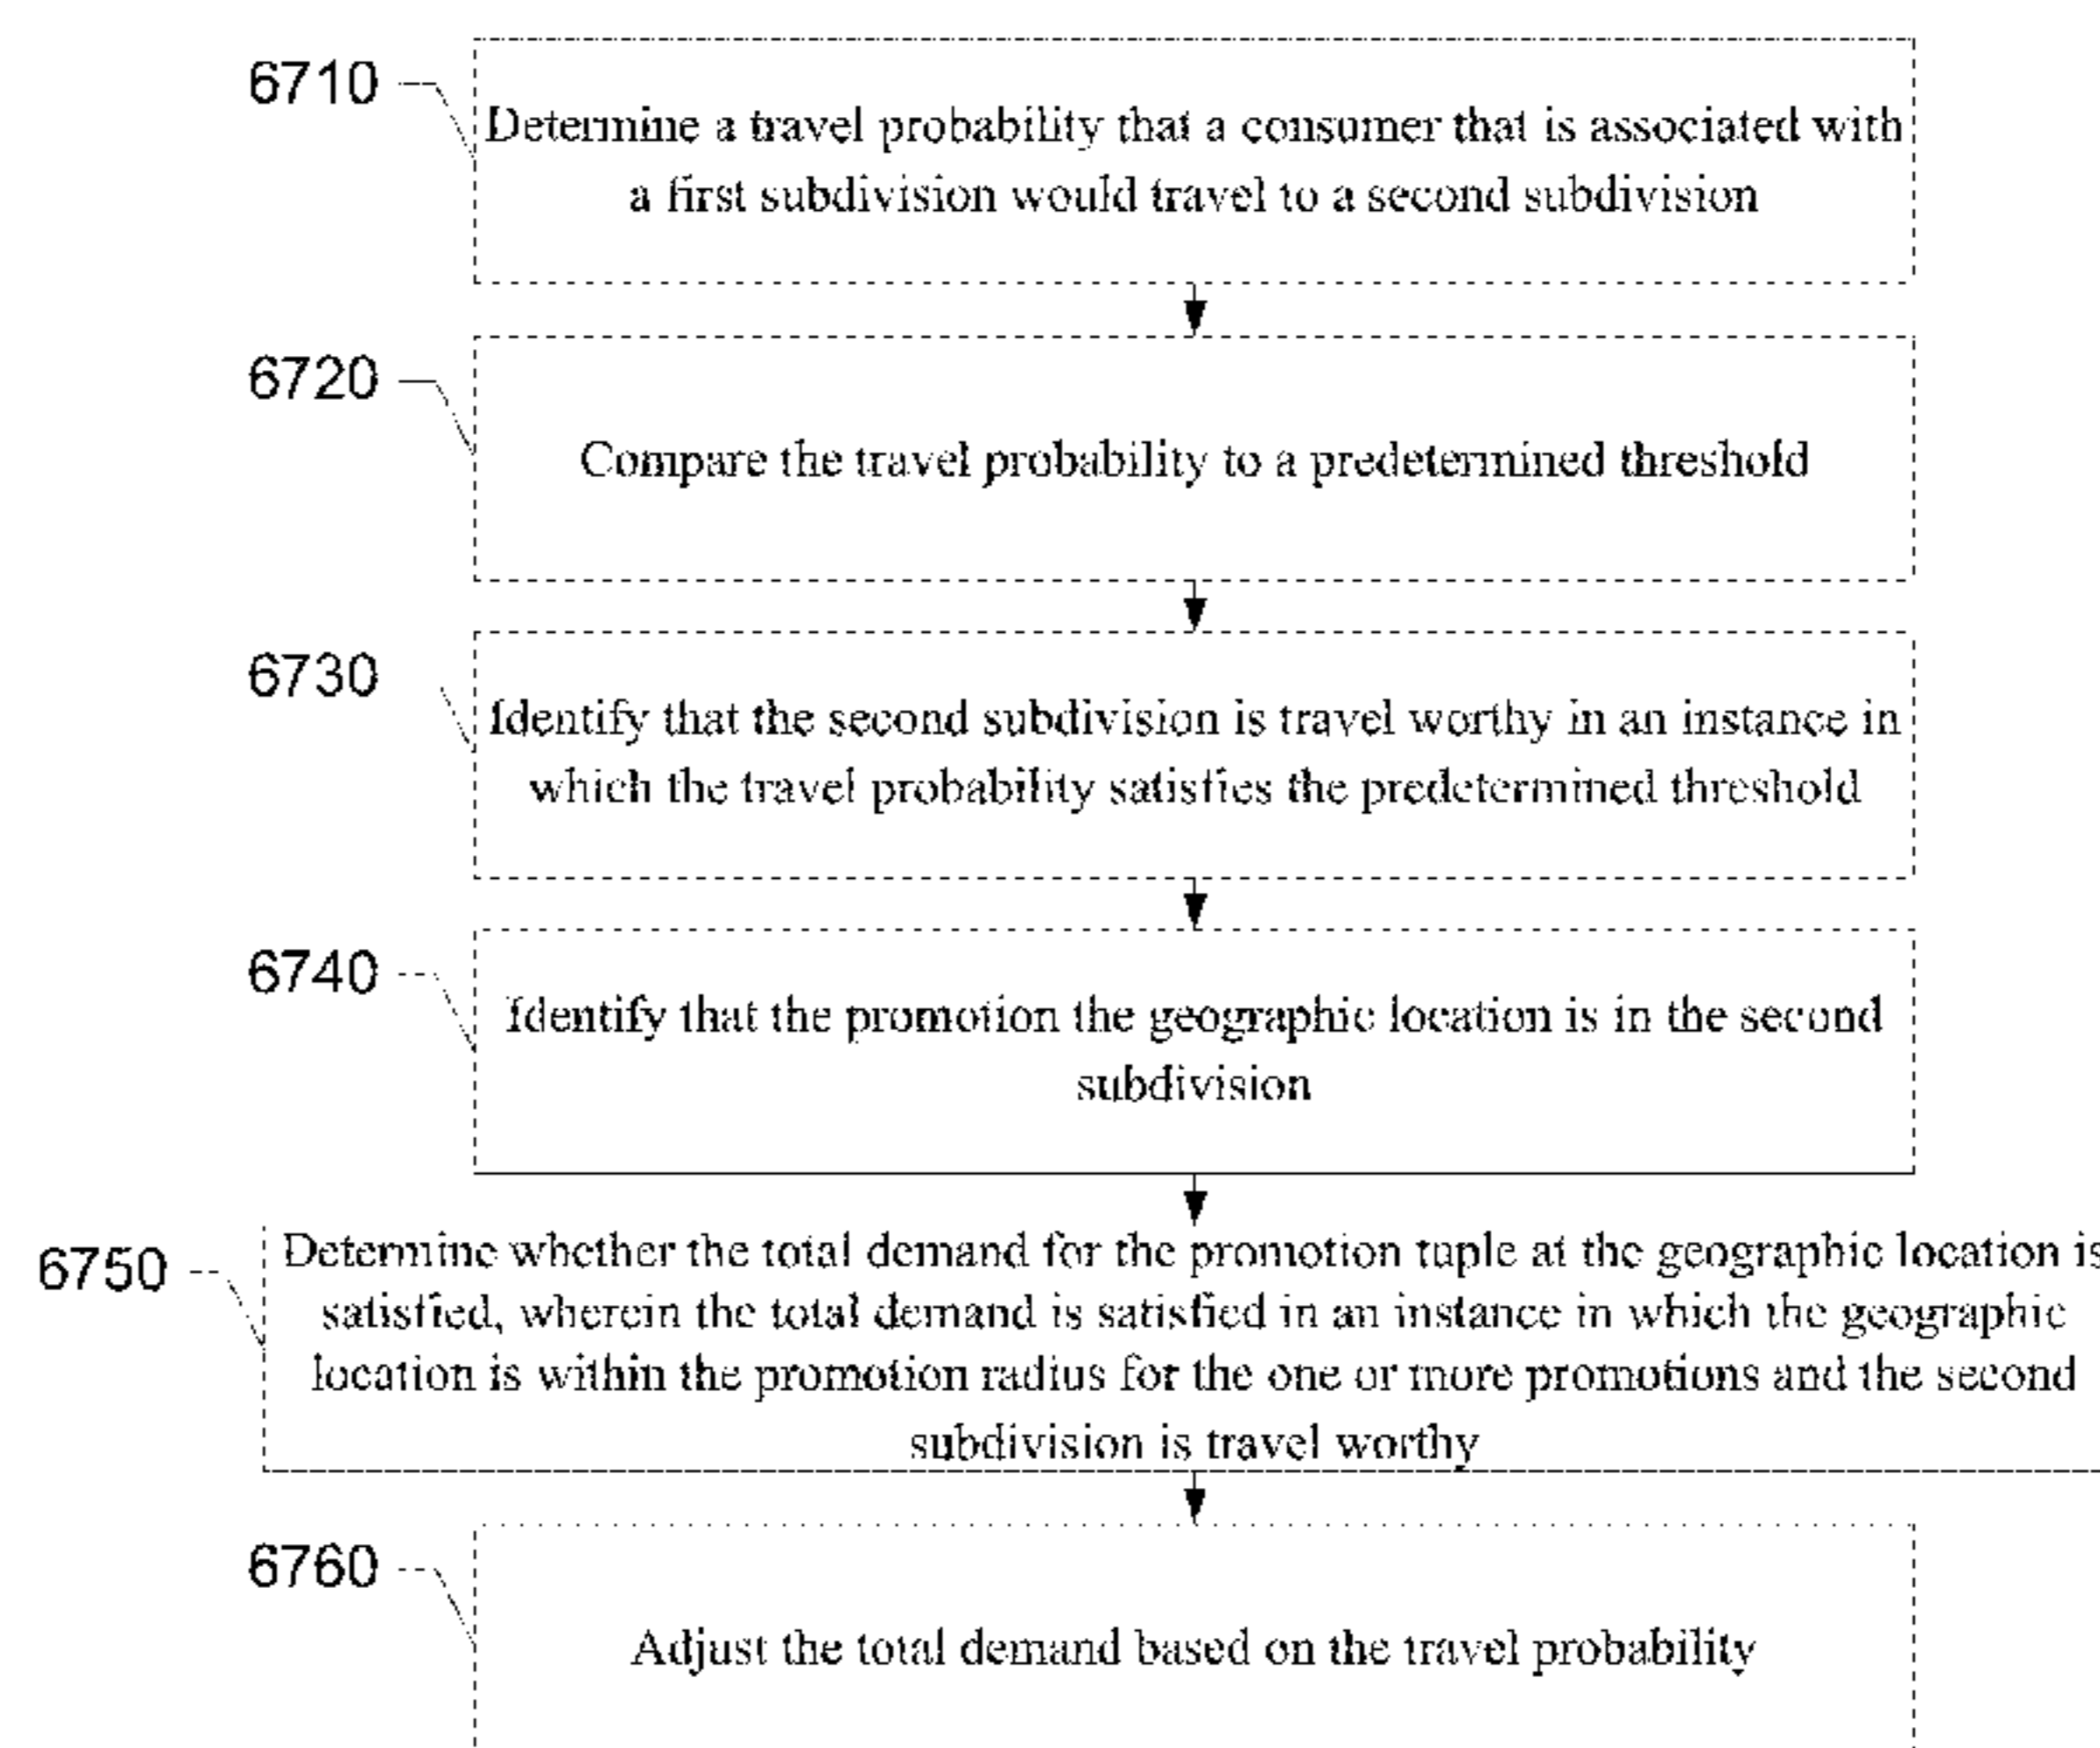 6710
Determine a travel probability that a consumer that is associated with
a first subdivision would travel to a second subdivision
6720
Compare the travel probability to a predetermined threshold
6730
Identify that the second subdivision is travel worthy in an instance in
which the travel probability satisfies the predetermined threshold
6740
Identify that the promotion the geographic location is in the second
subdivision
6750
Determine whether the total demand for the promotion tuple at the geographic location is
satisfied, wherein the total demand is satisfied in an instance in which the geographic
location is within the promotion radius for the one or more promotions and the second
subdivision is travel worthy
6760
Adjust the total demand based on the travel probability